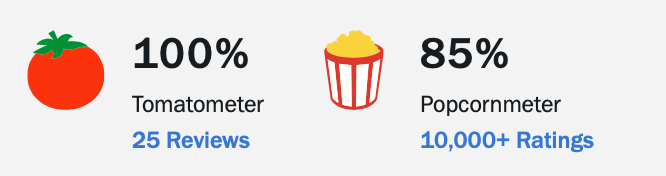 100%
Tomatometer
25 Reviews
85%
Popcornmeter
10,000+ Ratings